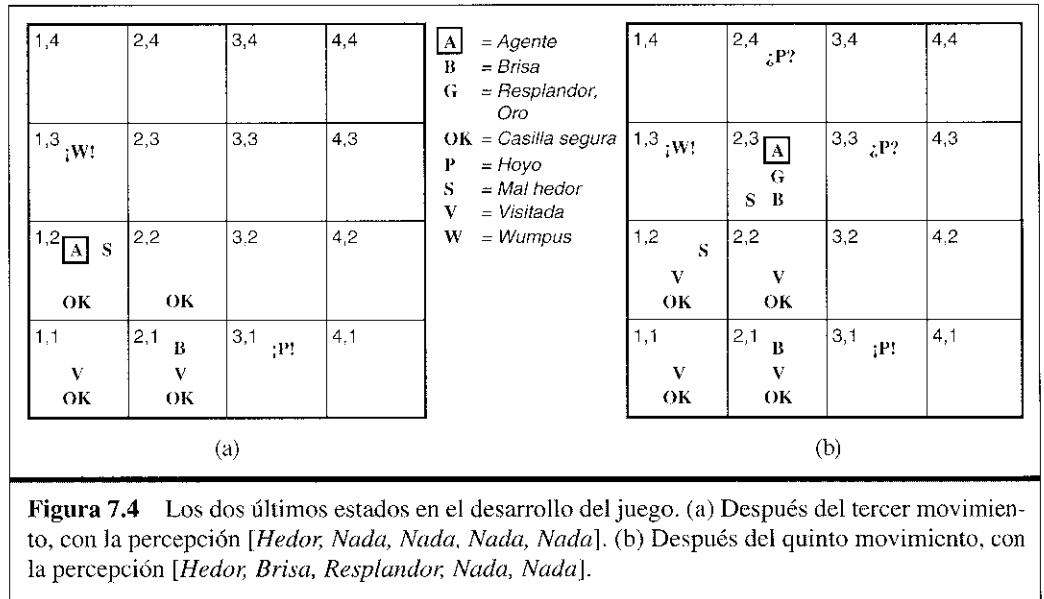 1,4 2,4 3,4 4,4
1,3 ¡W! 2,3 3,3 4,3
1,2 A S 2,2 3,2 4,2
OK OK
1,1 2,1 B 3,1 ¡P! 4,1
V V
OK OK
(a)
A = Agente
B = Brisa
G = Resplandor,
Oro
OK = Casilla segura
P = Hoyo
S = Mal hedor
V = Visitada
W = Wumpus
1,4 2,4 ¿P? 3,4 4,4
1,3 ¡W! 2,3 A 3,3 ¿P? 4,3
G
S B
1,2 S 2,2 3,2 4,2
V V
OK OK
1,1 2,1 B 3,1 ¡P! 4,1
V V
OK OK
(b)
Figura 7.4 Los dos últimos estados en el desarrollo del juego. (a) Después del tercer movimien-
to, con la percepción [Hedor, Nada, Nada, Nada, Nada]. (b) Después del quinto movimiento, con
la percepción [Hedor, Brisa, Resplandor, Nada, Nada].